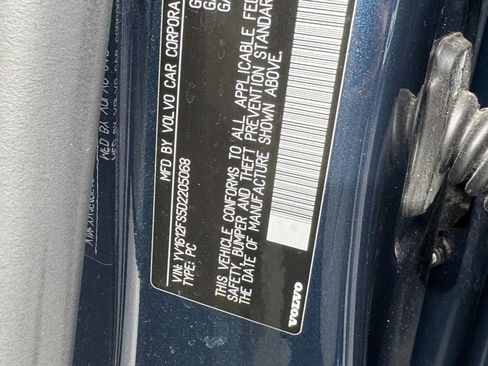 MFD BY VOLVO CAR CORPORA
VIN: YV1612FS5D2205068
TYPE: PC
THIS VEHICLE CONFORMS TO ALL APPLICABLE FED
SAFETY, BUMPER AND THEFT PREVENTION STANDAR
THE DATE OF MANUFACTURE SHOWN ABOVE.
VOLVO